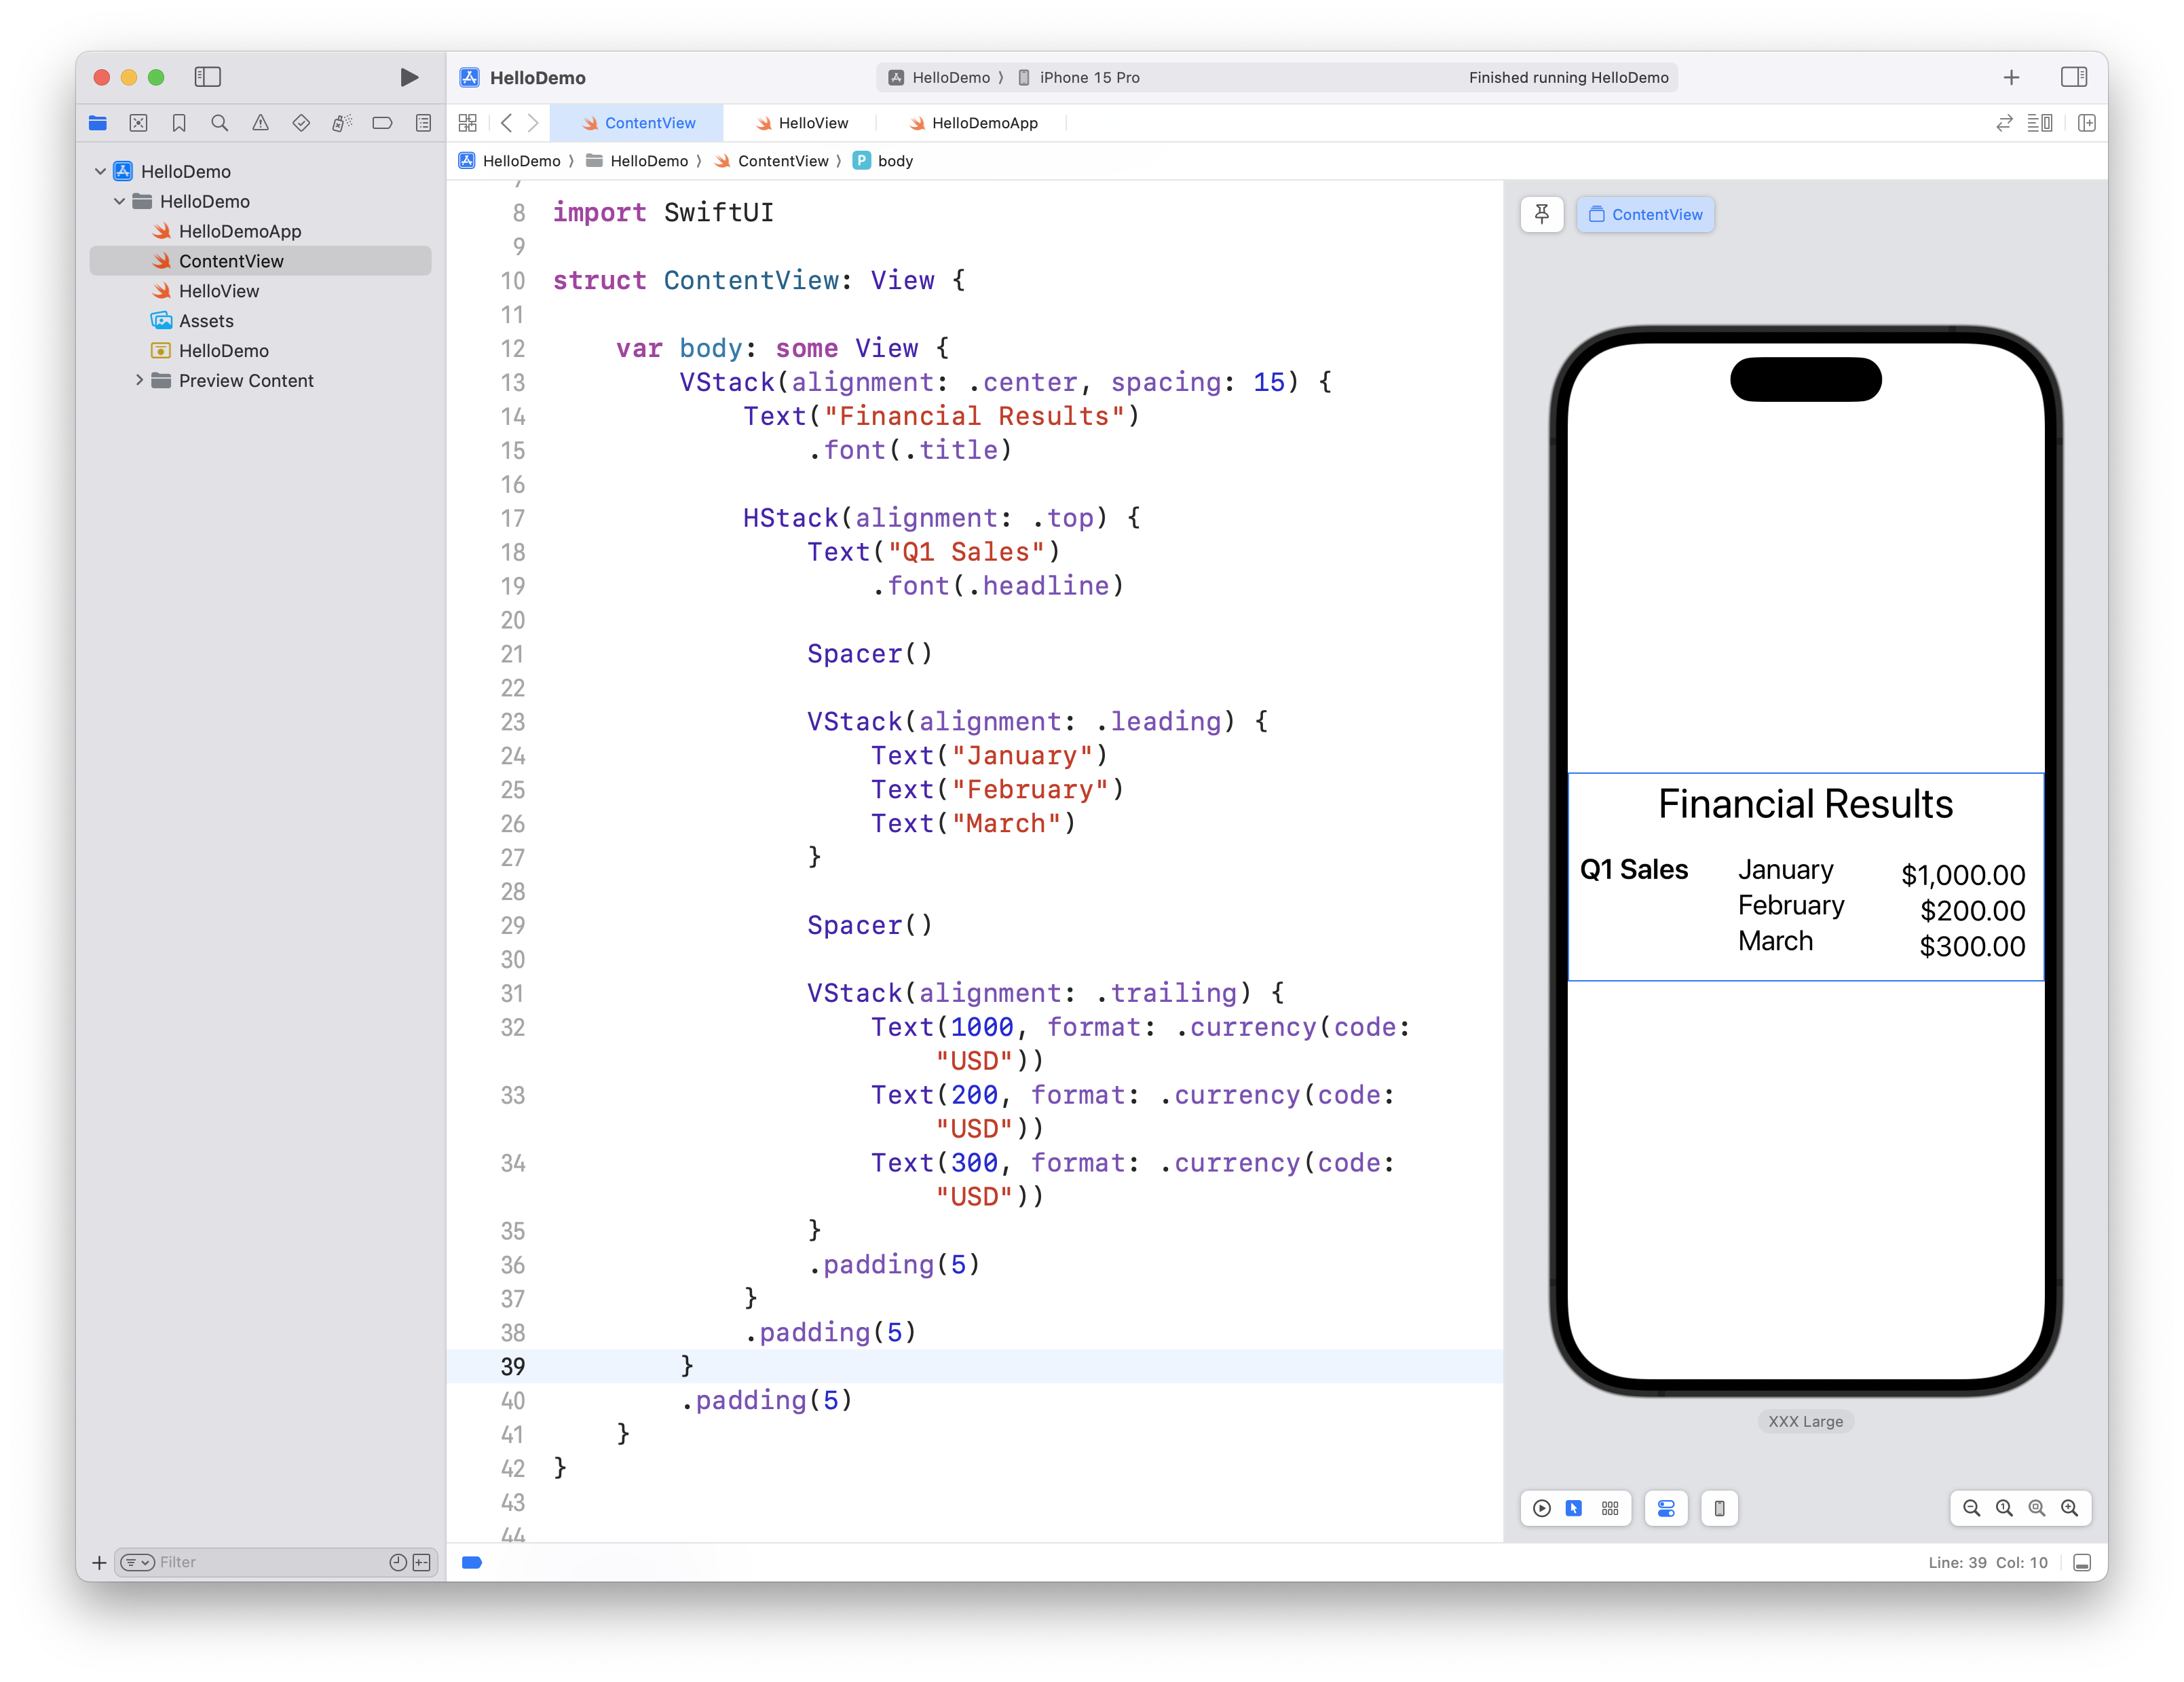 HelloDemo
HelloDemo ⟩ iPhone 15 Pro
Finished running HelloDemo
ContentView
HelloView
HelloDemoApp
HelloDemo ⟩ HelloDemo ⟩ ContentView ⟩ P body
HelloDemo
HelloDemo
HelloDemoApp
ContentView
HelloView
Assets
HelloDemo
Preview Content
Filter
7
8 import SwiftUI
9
10 struct ContentView: View {
11
12     var body: some View {
13         VStack(alignment: .center, spacing: 15) {
14             Text("Financial Results")
15                 .font(.title)
16
17             HStack(alignment: .top) {
18                 Text("Q1 Sales")
19                     .font(.headline)
20
21                 Spacer()
22
23                 VStack(alignment: .leading) {
24                     Text("January")
25                     Text("February")
26                     Text("March")
27                 }
28
29                 Spacer()
30
31                 VStack(alignment: .trailing) {
32                     Text(1000, format: .currency(code:
                        "USD"))
33                     Text(200, format: .currency(code:
                        "USD"))
34                     Text(300, format: .currency(code:
                        "USD"))
35                 }
36                 .padding(5)
37             }
38             .padding(5)
39         }
40         .padding(5)
41     }
42 }
43
44
ContentView
Financial Results
Q1 Sales January $1,000.00
February $200.00
March $300.00
XXX Large
Line: 39 Col: 10